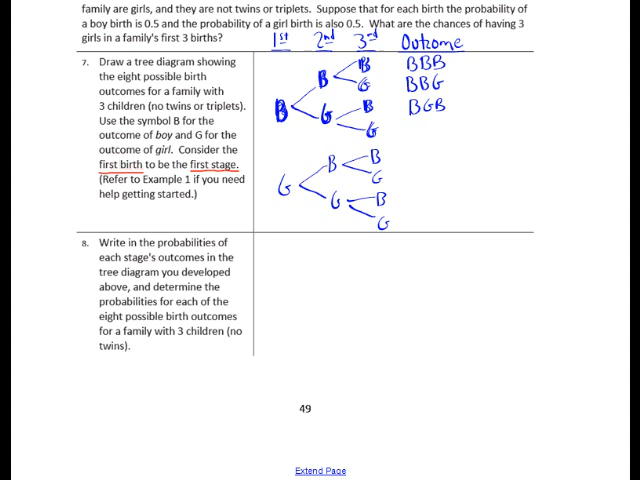 family are girls, and they are not twins or triplets. Suppose that for each birth the probability of
a boy birth is 0.5 and the probability of a girl birth is also 0.5. What are the chances of having 3
girls in a family's first 3 births?
1st 2nd 3rd Outcome
7. Draw a tree diagram showing
the eight possible birth
outcomes for a family with
3 children (no twins or triplets).
Use the symbol B for the
outcome of boy and G for the
outcome of girl. Consider the
first birth to be the first stage.
(Refer to Example 1 if you need
help getting started.)
B BBB
B G BBG
B G B BGB
G
B B
G
G G B
G
8. Write in the probabilities of
each stage's outcomes in the
tree diagram you developed
above, and determine the
probabilities for each of the
eight possible birth outcomes
for a family with 3 children (no
twins).
49
Extend Page